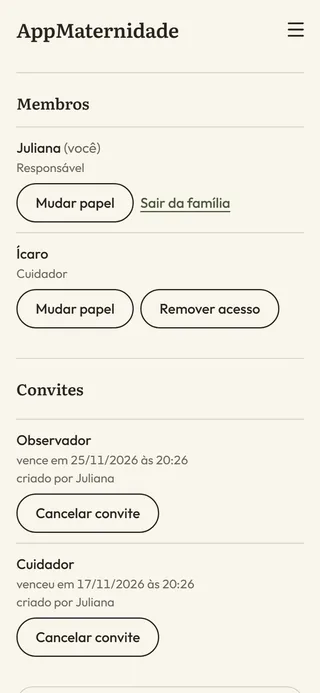 AppMaternidade
Membros
Juliana (você)
Responsável
Mudar papel Sair da família
Ícaro
Cuidador
Mudar papel Remover acesso
Convites
Observador
vence em 25/11/2026 às 20:26
criado por Juliana
Cancelar convite
Cuidador
venceu em 17/11/2026 às 20:26
criado por Juliana
Cancelar convite